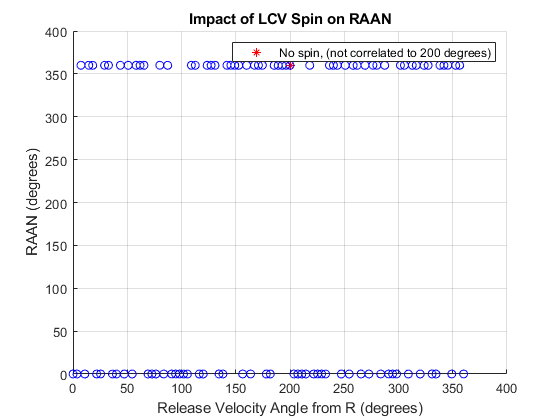 Impact of LCV Spin on RAAN
No spin, (not correlated to 200 degrees)
400
350
300
250
200
150
100
50
0
RAAN (degrees)
0 50 100 150 200 250 300 350 400
Release Velocity Angle from R (degrees)